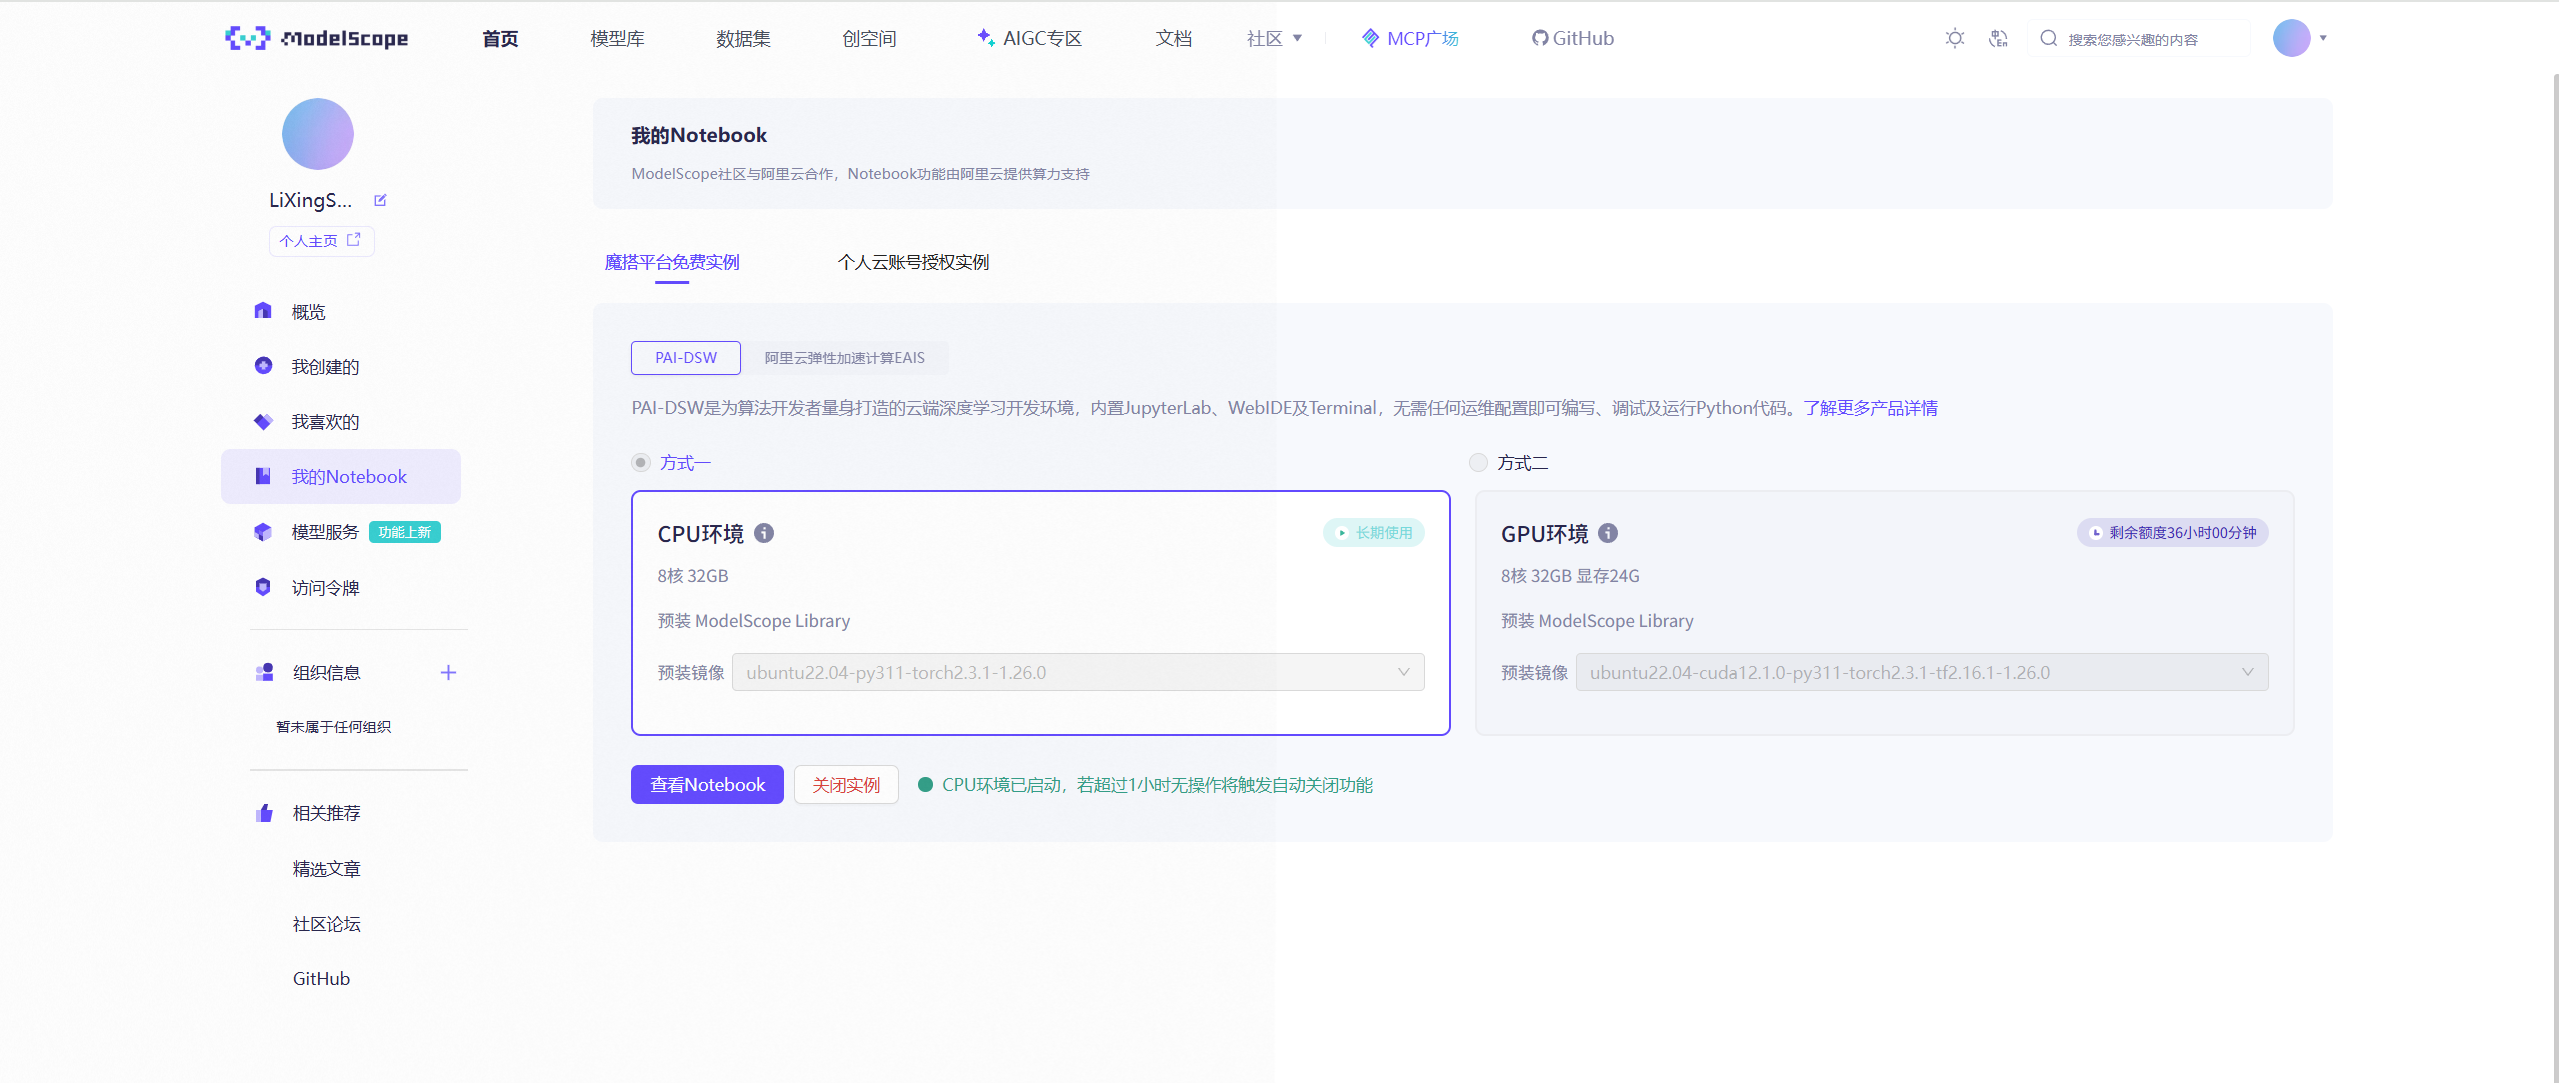 ModelScope 首页 模型库 数据集 创空间 AIGC专区 文档 社区 MCP广场 GitHub 搜索您感兴趣的内容
LiXingS...
个人主页
概览
我创建的
我喜欢的
我的Notebook
模型服务 功能上新
访问令牌
组织信息
暂未属于任何组织
相关推荐
精选文章
社区论坛
GitHub
我的Notebook
ModelScope社区与阿里云合作，Notebook功能由阿里云提供算力支持
魔搭平台免费实例 个人云账号授权实例
PAI-DSW 阿里云弹性加速计算EAIS
PAI-DSW是为算法开发者量身打造的云端深度学习开发环境，内置JupyterLab、WebIDE及Terminal，无需任何运维配置即可编写、调试及运行Python代码。了解更多产品详情
方式一
CPU环境 长期使用
8核 32GB
预装 ModelScope Library
预装镜像 ubuntu22.04-py311-torch2.3.1-1.26.0
方式二
GPU环境 剩余额度36小时00分钟
8核 32GB 显存24G
预装 ModelScope Library
预装镜像 ubuntu22.04-cuda12.1.0-py311-torch2.3.1-tf2.16.1-1.26.0
查看Notebook 关闭实例 CPU环境已启动，若超过1小时无操作将触发自动关闭功能